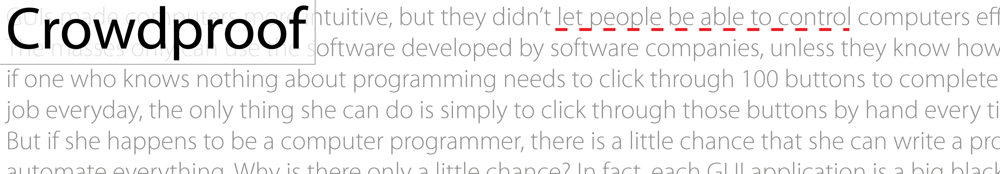 Crowdproof
GUIs made computers more intuitive, but they didn’t let people be able to control computers eff
The masses only can use the software developed by software companies, unless they know how
if one who knows nothing about programming needs to click through 100 buttons to complete
job everyday, the only thing she can do is simply to click through those buttons by hand every ti
But if she happens to be a computer programmer, there is a little chance that she can write a pro
automate everything. Why is there only a little chance? In fact, each GUI application is a big black